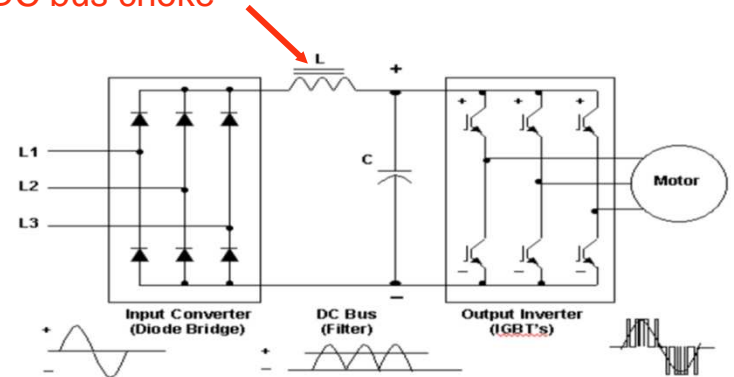 DC bus choke
L
+
+ + +
L1
L2
L3
C
Motor
– – –
–
Input Converter
(Diode Bridge)
DC Bus
(Filter)
Output Inverter
(IGBT's)
+
–
+
–